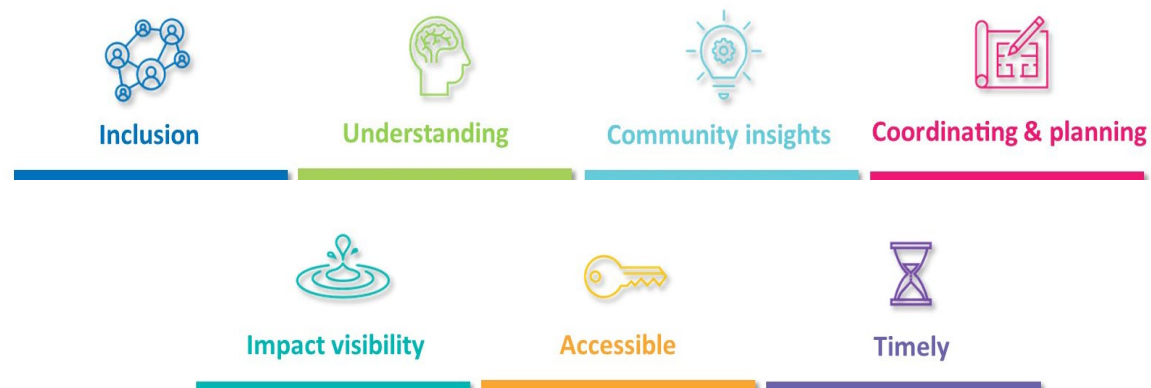 Inclusion
Understanding
Community insights
Coordinating & planning
Impact visibility
Accessible
Timely